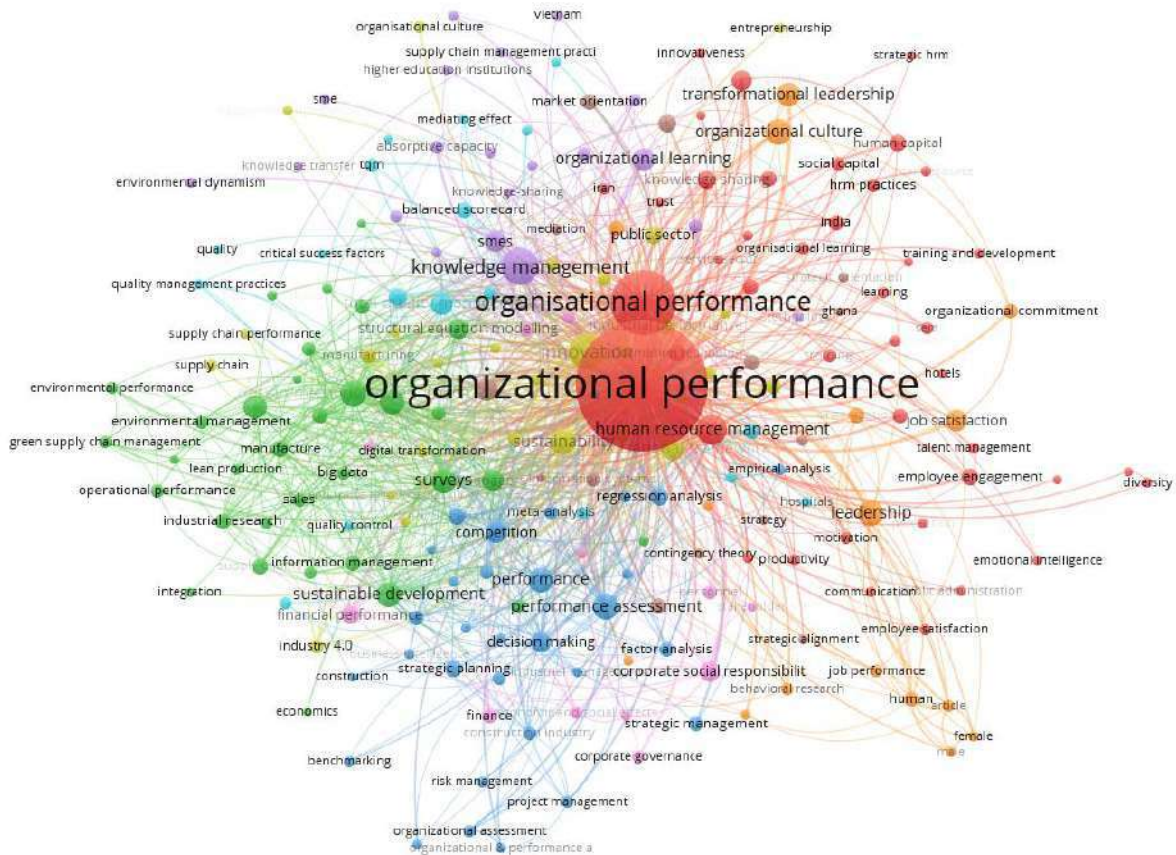 vietnam
organisational culture
entrepreneurship
supply chain management practi
innovativeness
strategic hrm
higher-education institutions
sme
market orientation
transformational leadership
mediating effect
organizational culture
absorptive capacity
human capital
knowledge transfer
tqm
organizational learning
social capital
environmental dynamism
knowledge-sharing
iran
knowledge sharing
hrm practices
trust
balanced scorecard
mediation
india
smes
public sector
quality
critical success factors
organisational learning
training and development
knowledge management
quality management practices
learning
organisational performance
ghana
organizational commitment
supply chain performance
structural equation modelling
manufacturing
innovation
supply chain
hotels
environmental performance
organizational performance
environmental management
human resource management
job satisfaction
green supply chain management
manufacture
digital transformation
sustainability
talent management
lean production
big data
surveys
empirical analysis
employee engagement
diversity
operational performance
sales
regression analysis
hospitals
meta-analysis
leadership
industrial research
quality control
competition
strategy
motivation
contingency theory
productivity
emotional intelligence
information management
integration
performance
personnel
communication
sustainable development
financial performance
performance assessment
employee satisfaction
industry 4.0
decision making
factor analysis
strategic alignment
strategic planning
corporate social responsibilit
job performance
construction
behavioral research
human
article
economics
finance
strategic management
construction industry
female
male
benchmarking
corporate governance
risk management
project management
organizational assessment
organizational & performance a